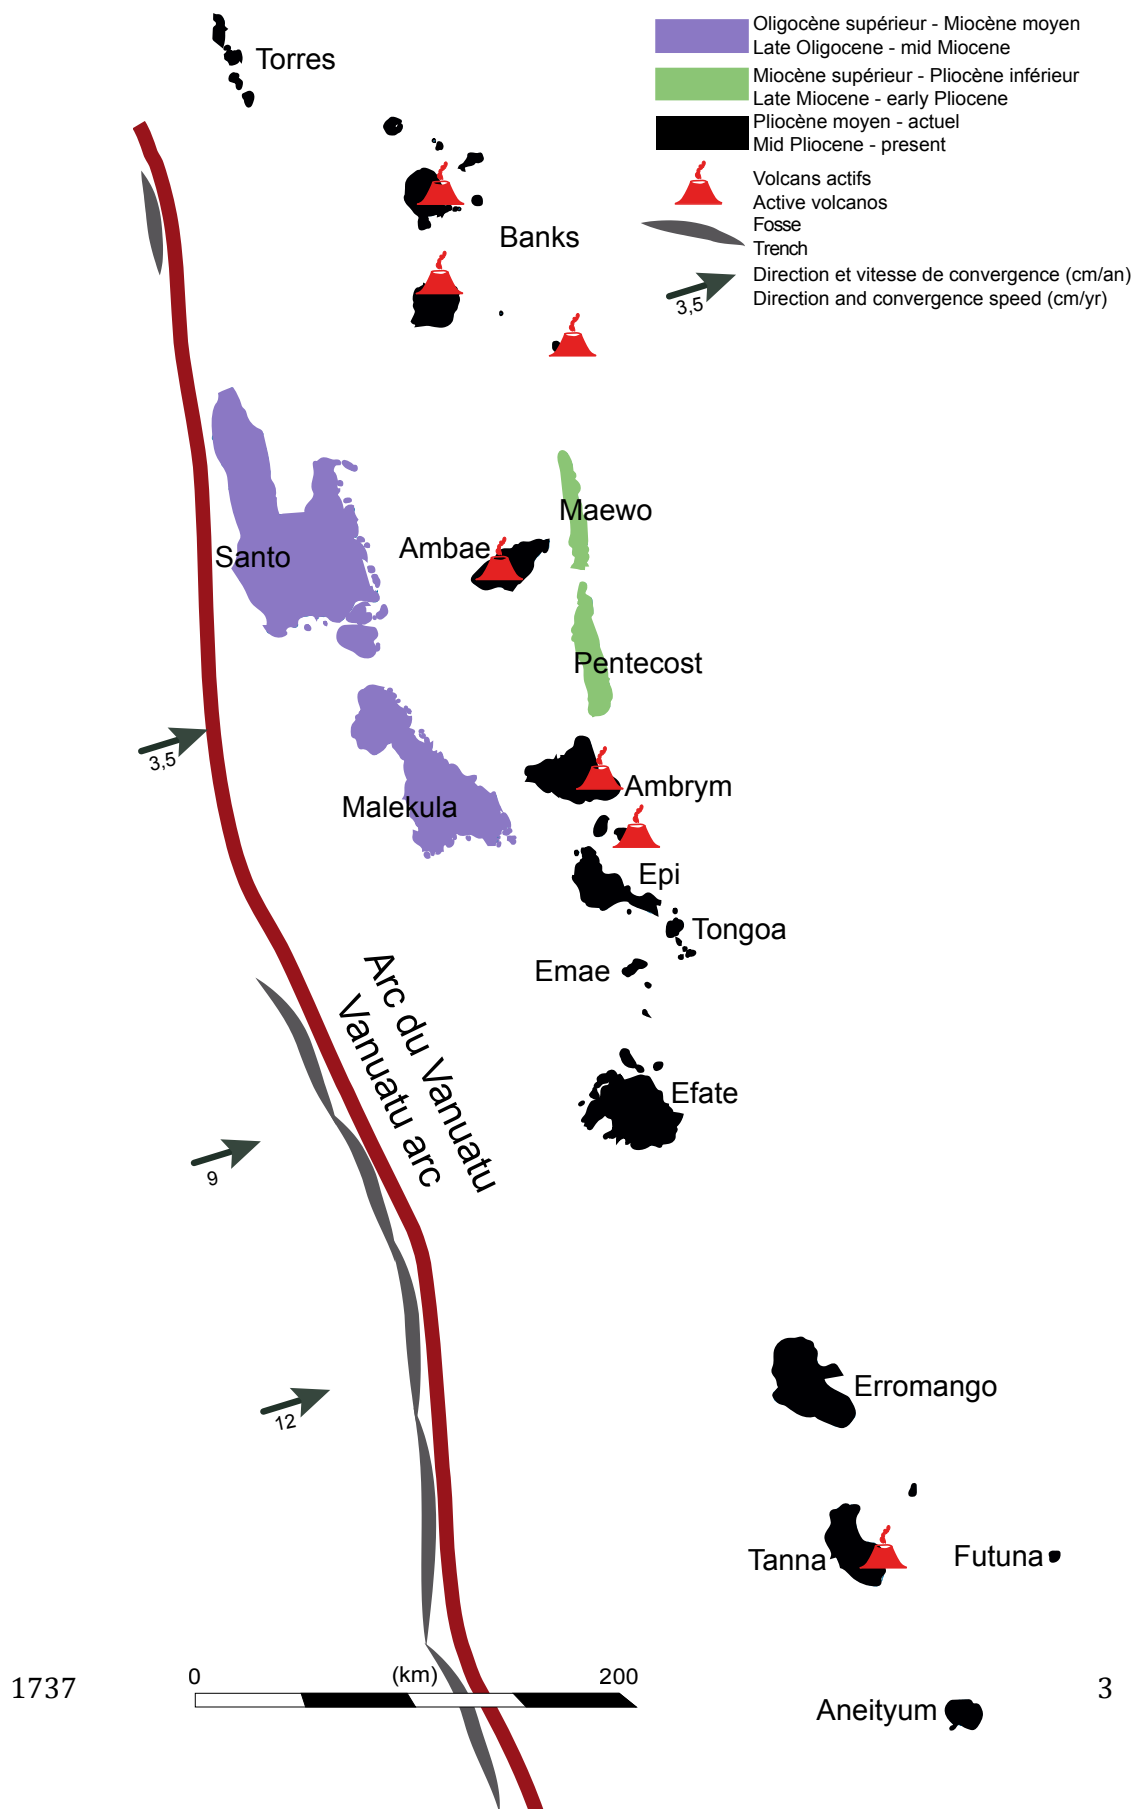 Oligocène supérieur - Miocène moyen
Late Oligocene - mid Miocene
Miocène supérieur - Pliocène inférieur
Late Miocene - early Pliocene
Pliocène moyen - actuel
Mid Pliocene - present
Volcans actifs
Active volcanos
Fosse
Trench
Direction et vitesse de convergence (cm/an)
Direction and convergence speed (cm/yr)
3,5
Torres
Banks
Maewo
Ambae
Santo
Pentecost
3,5
Malekula
Ambrym
Epi
Tongoa
Emae
Arc du Vanuatu
Vanuatu arc
Efate
9
Erromango
12
Tanna
Futuna
0
(km)
200
1737
3
Aneityum